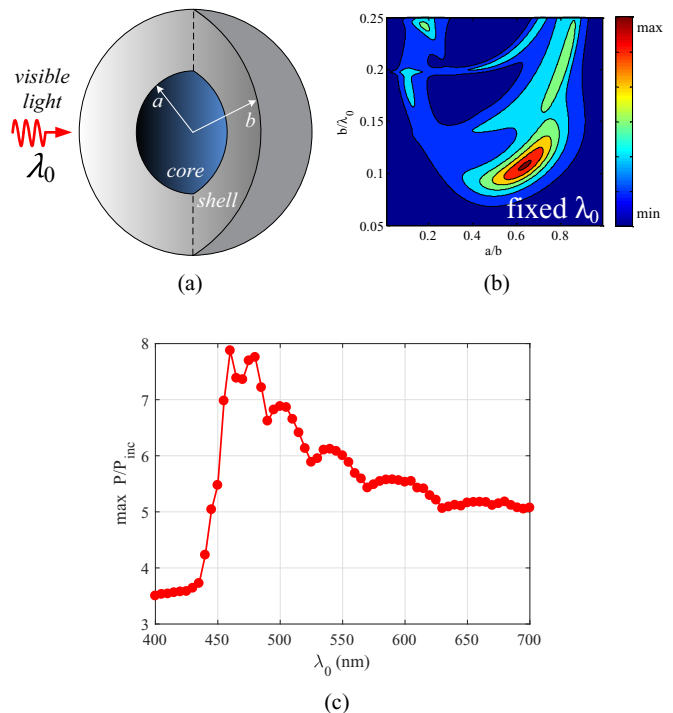 visible
light
λ₀
a
b
core
shell
(a)
b/λ₀
0.25
0.2
0.15
0.1
0.05
fixed λ₀
0.2 0.4 0.6 0.8
a/b
max
min
(b)
max P/P_inc
8
7
6
5
4
3
400 450 500 550 600 650 700
λ₀ (nm)
(c)